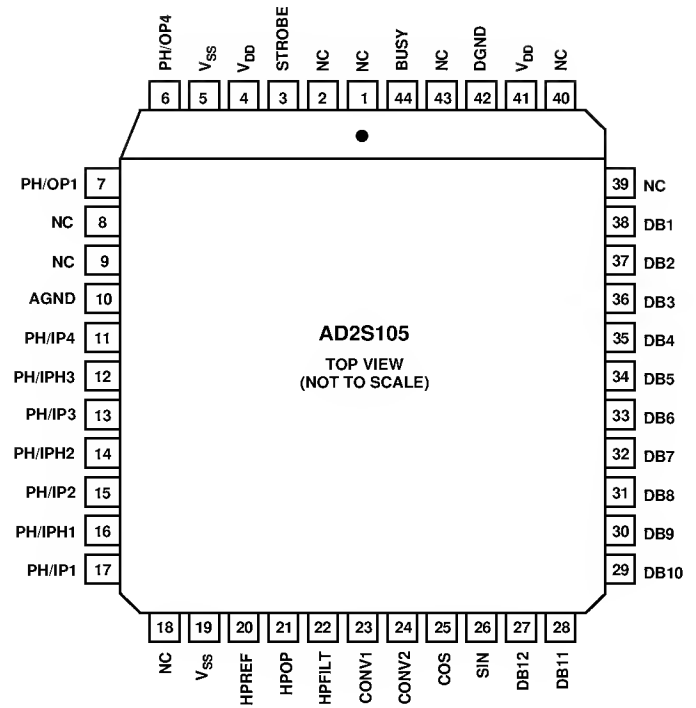 PH/OP4 V_SS V_DD STROBE NC NC BUSY NC DGND V_DD NC
6 5 4 3 2 1 44 43 42 41 40
PH/OP1 7 39 NC
NC 8 38 DB1
NC 9 37 DB2
AGND 10 36 DB3
PH/IP4 11 35 DB4
PH/IPH3 12 34 DB5
PH/IP3 13 33 DB6
PH/IPH2 14 32 DB7
PH/IP2 15 31 DB8
PH/IPH1 16 30 DB9
PH/IP1 17 29 DB10
AD2S105
TOP VIEW
(NOT TO SCALE)
18 19 20 21 22 23 24 25 26 27 28
NC V_SS HPREF HPOP HPFILT CONV1 CONV2 COS SIN DB12 DB11